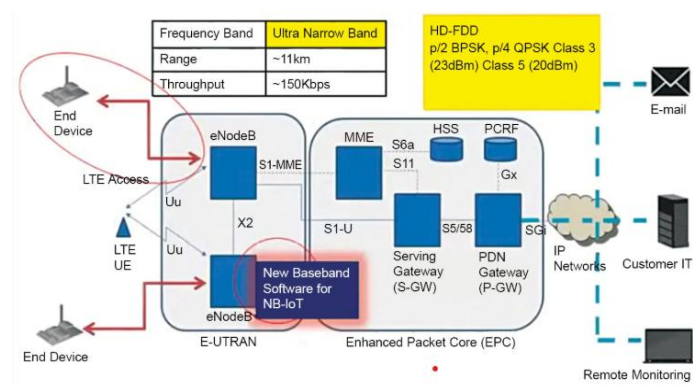 Frequency Band Ultra Narrow Band
Range ~11km
Throughput ~150Kbps
HD-FDD
p/2 BPSK, p/4 QPSK Class 3
(23dBm) Class 5 (20dBm)
End
Device
eNodeB
MME
HSS
PCRF
E-mail
S6a
S11
S1-MME
Gx
LTE Access
Uu
X2
LTE
UE
Uu
S1-U
S5/58
SGi
Serving
Gateway
(S-GW)
PDN
Gateway
(P-GW)
IP
Networks
Customer IT
New Baseband
Software for
NB-IoT
eNodeB
End Device
E-UTRAN
Enhanced Packet Core (EPC)
Remote Monitoring